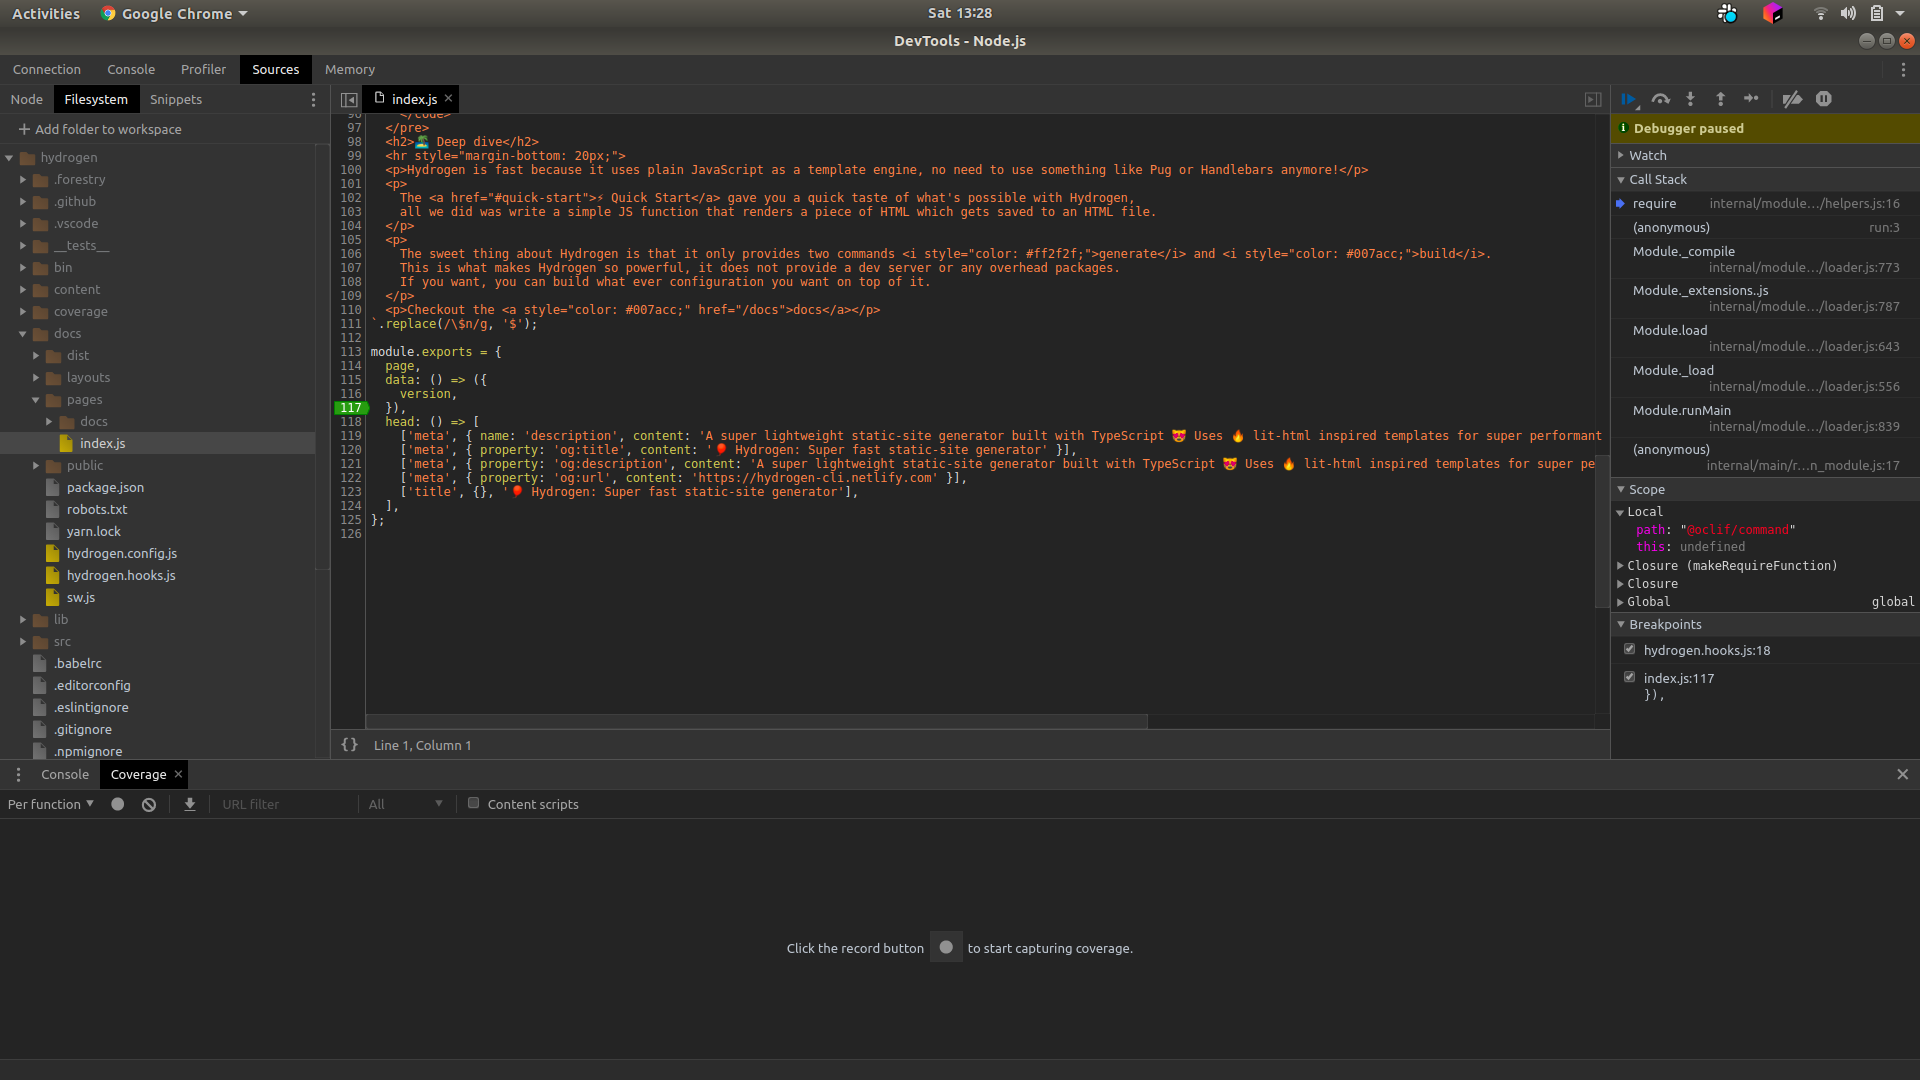 Activities
Google Chrome
Sat 13:28
DevTools - Node.js
Connection
Console
Profiler
Sources
Memory
Node
Filesystem
Snippets
Add folder to workspace
hydrogen
.forestry
.github
.vscode
__tests__
bin
content
coverage
docs
dist
layouts
pages
docs
index.js
public
package.json
robots.txt
yarn.lock
hydrogen.config.js
hydrogen.hooks.js
sw.js
lib
src
.babelrc
.editorconfig
.eslintignore
.gitignore
.npmignore
index.js
96 </code>
97 </pre>
98 <h2>🏝️ Deep dive</h2>
99 <hr style="margin-bottom: 20px;">
100 <p>Hydrogen is fast because it uses plain JavaScript as a template engine, no need to use something like Pug or Handlebars anymore!</p>
101 <p>
102 The <a href="#quick-start">⚡ Quick Start</a> gave you a quick taste of what's possible with Hydrogen,
103 all we did was write a simple JS function that renders a piece of HTML which gets saved to an HTML file.
104 </p>
105 <p>
106 The sweet thing about Hydrogen is that it only provides two commands <i style="color: #ff2f2f;">generate</i> and <i style="color: #007acc;">build</i>.
107 This is what makes Hydrogen so powerful, it does not provide a dev server or any overhead packages.
108 If you want, you can build what ever configuration you want on top of it.
109 </p>
110 <p>Checkout the <a style="color: #007acc;" href="/docs">docs</a></p>
111 `.replace(/\$n/g, '$');
112
113 module.exports = {
114 page,
115 data: () => ({
116 version,
117 }),
118 head: () => [
119 ['meta', { name: 'description', content: 'A super lightweight static-site generator built with TypeScript 😻 Uses 🔥 lit-html inspired templates for super performant
120 ['meta', { property: 'og:title', content: '🎈 Hydrogen: Super fast static-site generator' }],
121 ['meta', { property: 'og:description', content: 'A super lightweight static-site generator built with TypeScript 😻 Uses 🔥 lit-html inspired templates for super pe
122 ['meta', { property: 'og:url', content: 'https://hydrogen-cli.netlify.com' }],
123 ['title', {}, '🎈 Hydrogen: Super fast static-site generator'],
124 ],
125 };
126
{} Line 1, Column 1
Debugger paused
Watch
Call Stack
require internal/module…/helpers.js:16
(anonymous) run:3
Module._compile
internal/module…/loader.js:773
Module._extensions..js
internal/module…/loader.js:787
Module.load
internal/module…/loader.js:643
Module._load
internal/module…/loader.js:556
Module.runMain
internal/module…/loader.js:839
(anonymous)
internal/main/r…n_module.js:17
Scope
Local
path: "@oclif/command"
this: undefined
Closure (makeRequireFunction)
Closure
Global global
Breakpoints
hydrogen.hooks.js:18
index.js:117
}),
Console
Coverage
Per function
URL filter
All
Content scripts
Click the record button to start capturing coverage.